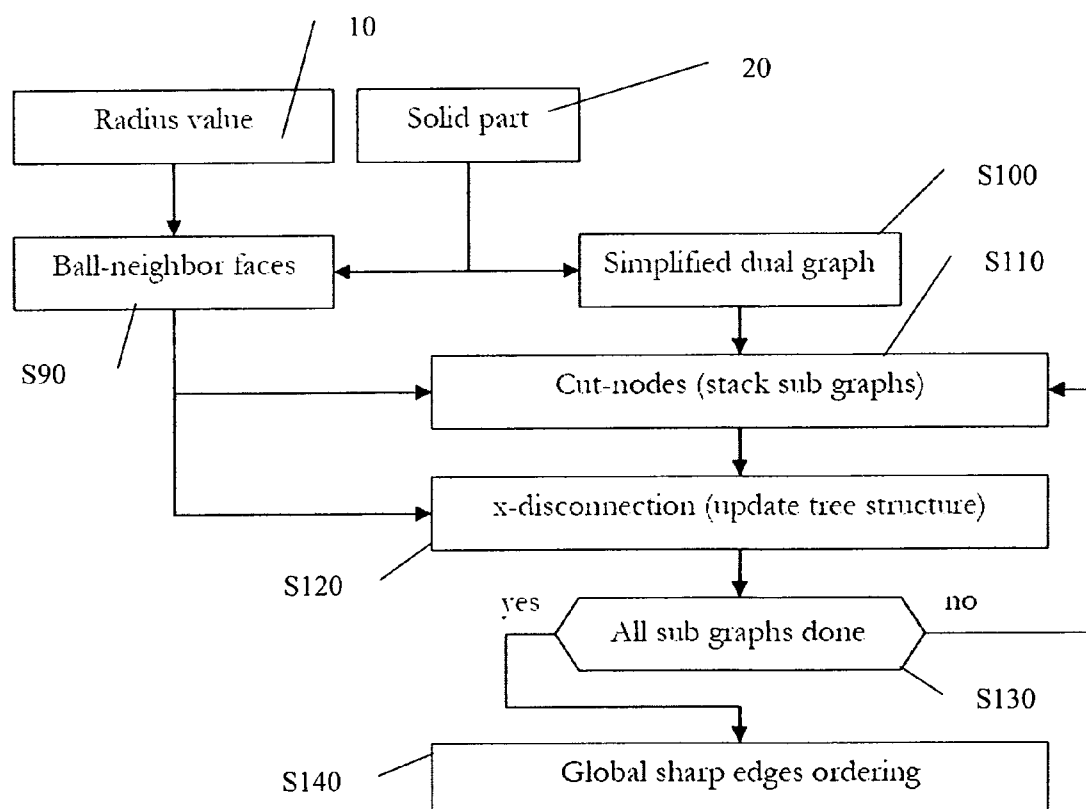 10
20
Radius value
Solid part
S100
Ball-neighbor faces
Simplified dual graph
S110
S90
Cut-nodes (stack sub graphs)
x-disconnection (update tree structure)
S120
yes
no
All sub graphs done
S130
S140
Global sharp edges ordering